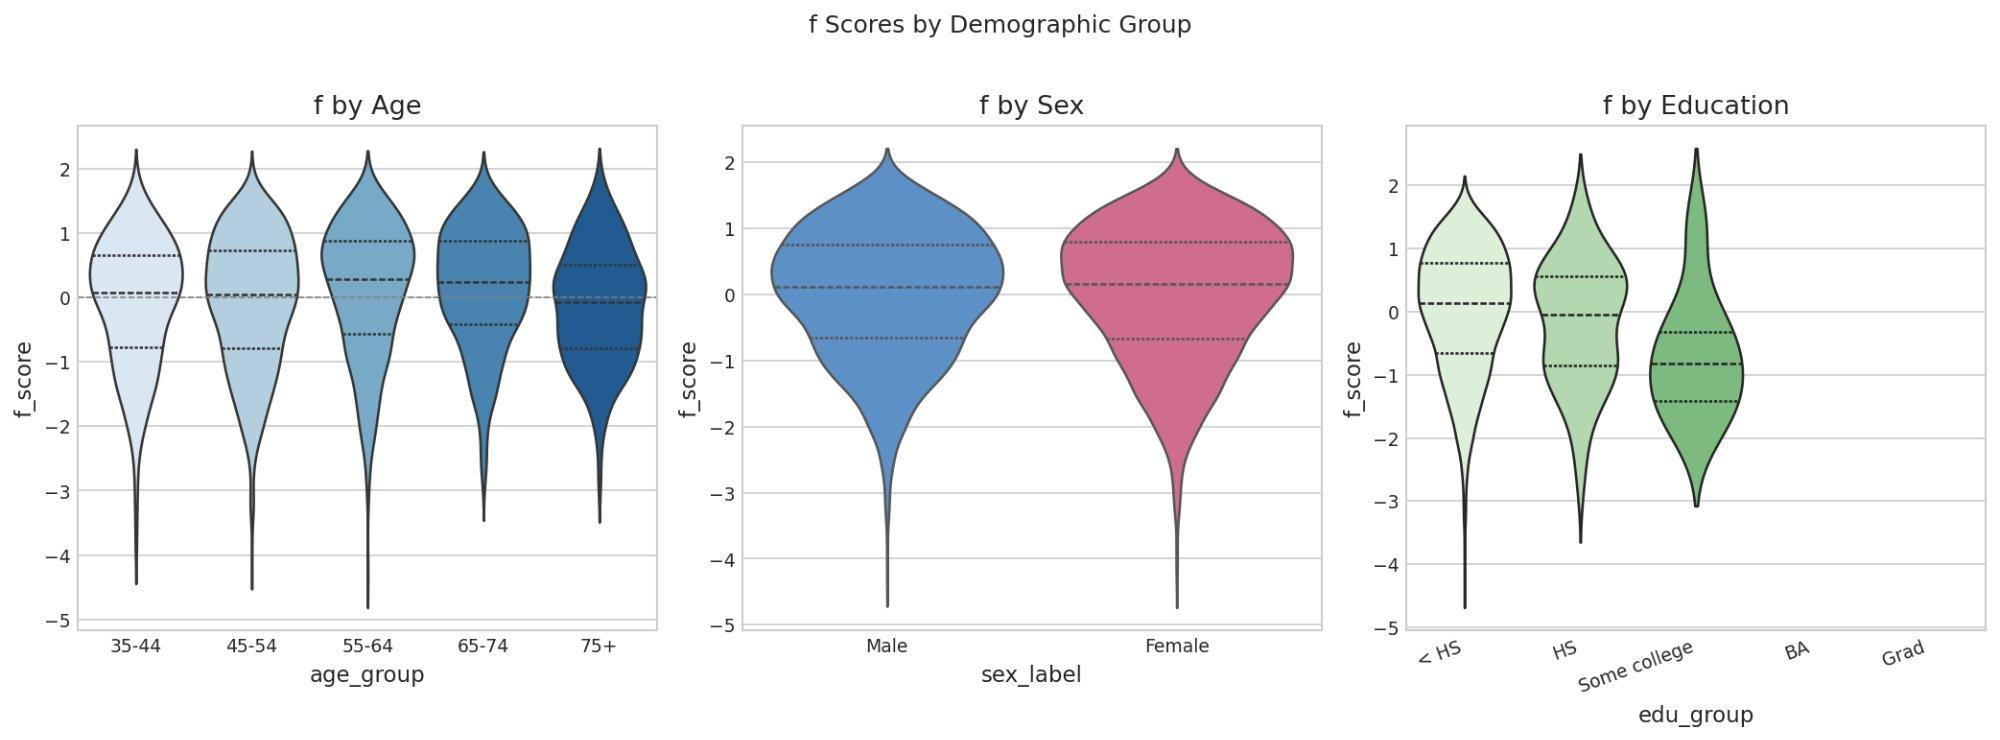 f Scores by Demographic Group
f by Age
f_score
2
1
0
−1
−2
−3
−4
−5
35-44 45-54 55-64 65-74 75+
age_group
f by Sex
f_score
2
1
0
−1
−2
−3
−4
−5
Male Female
sex_label
f by Education
f_score
2
1
0
−1
−2
−3
−4
−5
< HS HS Some college BA Grad
edu_group